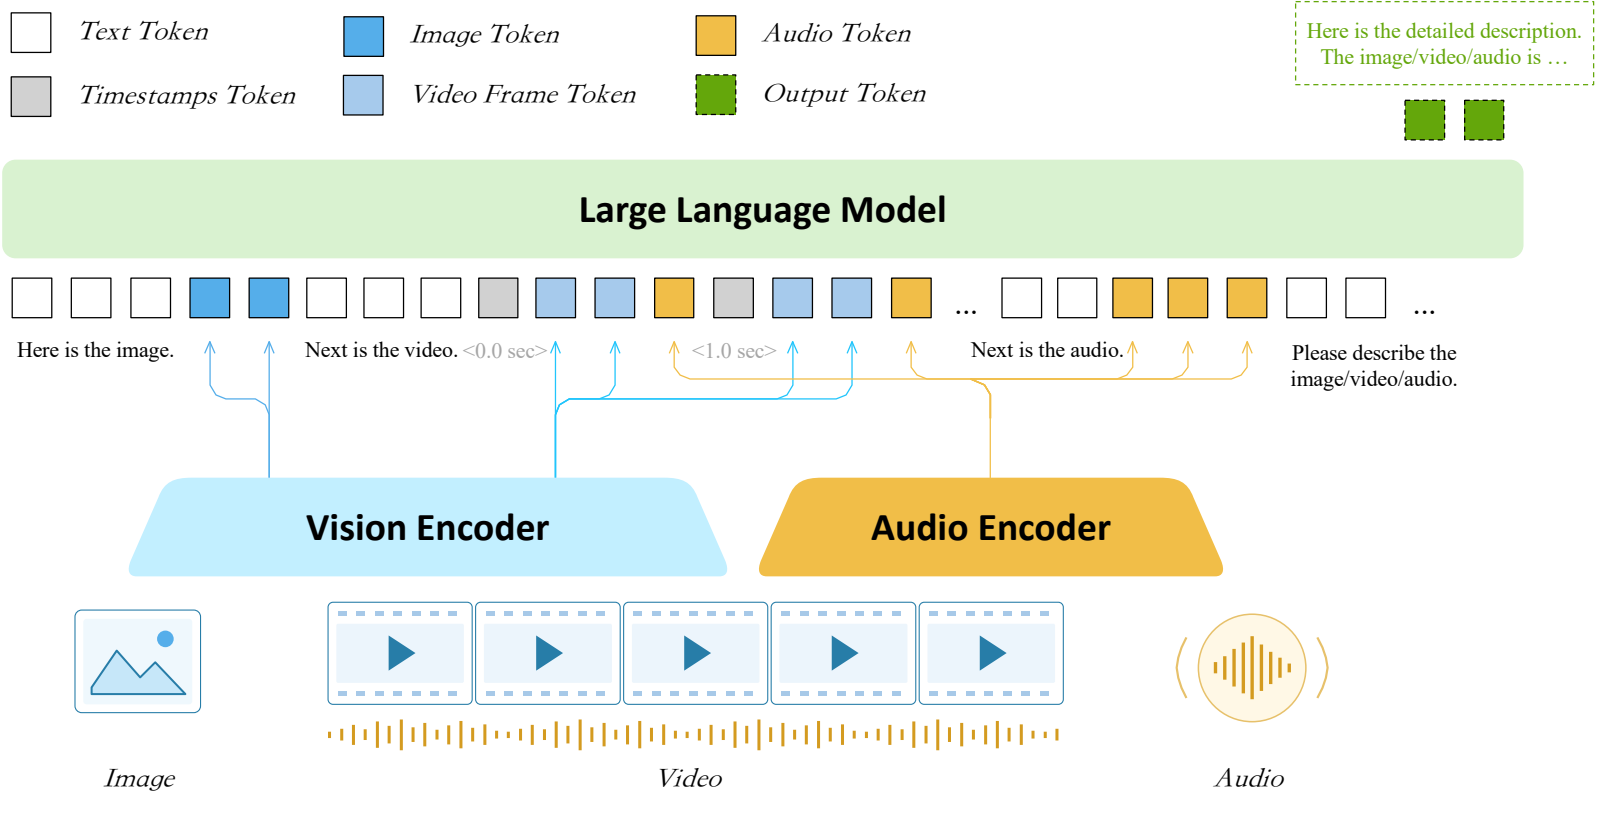 Text Token
Image Token
Audio Token
Timestamps Token
Video Frame Token
Output Token
Here is the detailed description.
The image/video/audio is …
Large Language Model
...
...
Here is the image.
Next is the video.
<0.0 sec>
<1.0 sec>
Next is the audio.
Please describe the
image/video/audio.
Vision Encoder
Audio Encoder
Image
Video
Audio